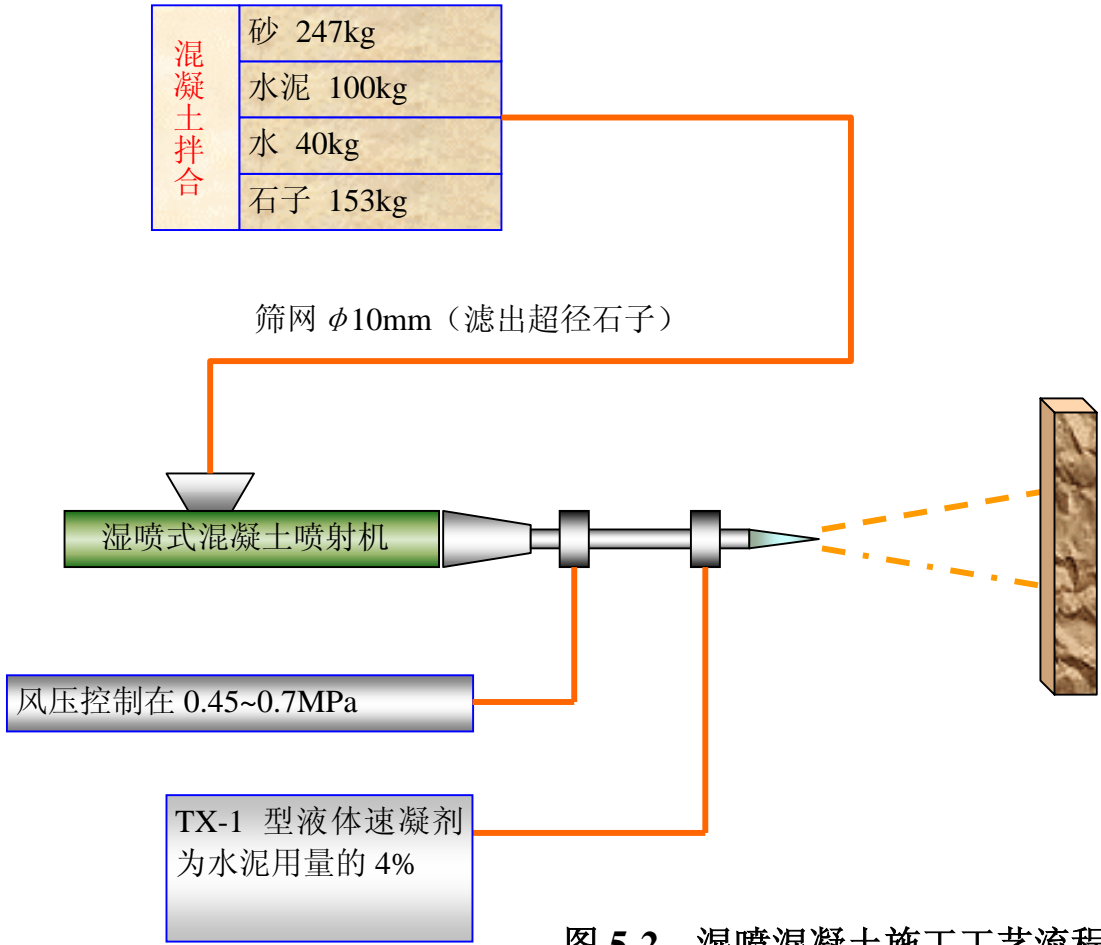 混凝土拌合
砂 247kg
水泥 100kg
水 40kg
石子 153kg
筛网 φ10mm（滤出超径石子）
湿喷式混凝土喷射机
风压控制在 0.45~0.7MPa
TX-1 型液体速凝剂
为水泥用量的 4%
图 5-2 湿喷混凝土施工工艺流程